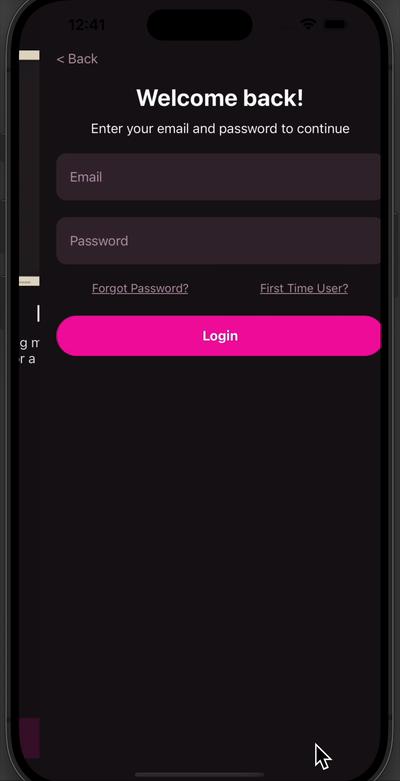 12:41
< Back
Welcome back!
Enter your email and password to continue
Email
Password
Forgot Password?
First Time User?
g m
r a
Login